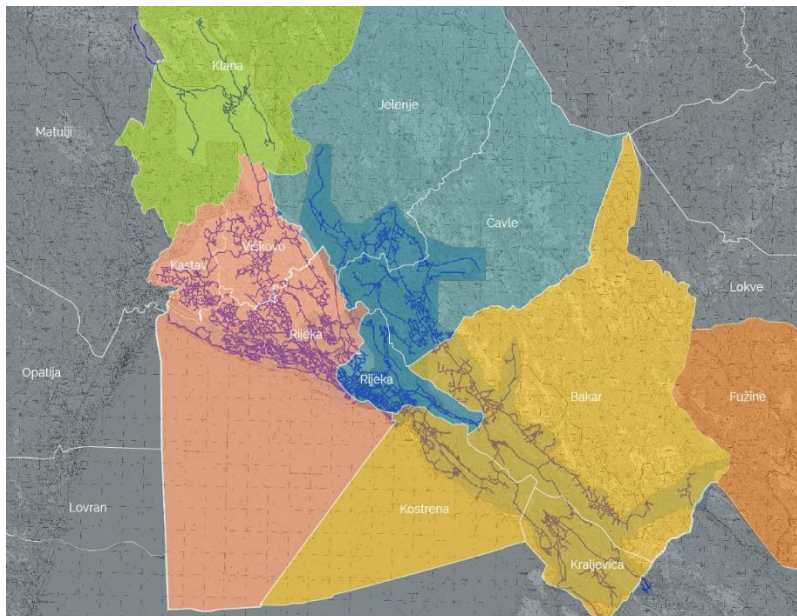 Klana
Jelenje
Matulji
Čavle
Viškovo
Kastav
Lokve
Rijeka
Opatija
Rijeka
Bakar
Fužine
Lovran
Kostrena
Kraljevica